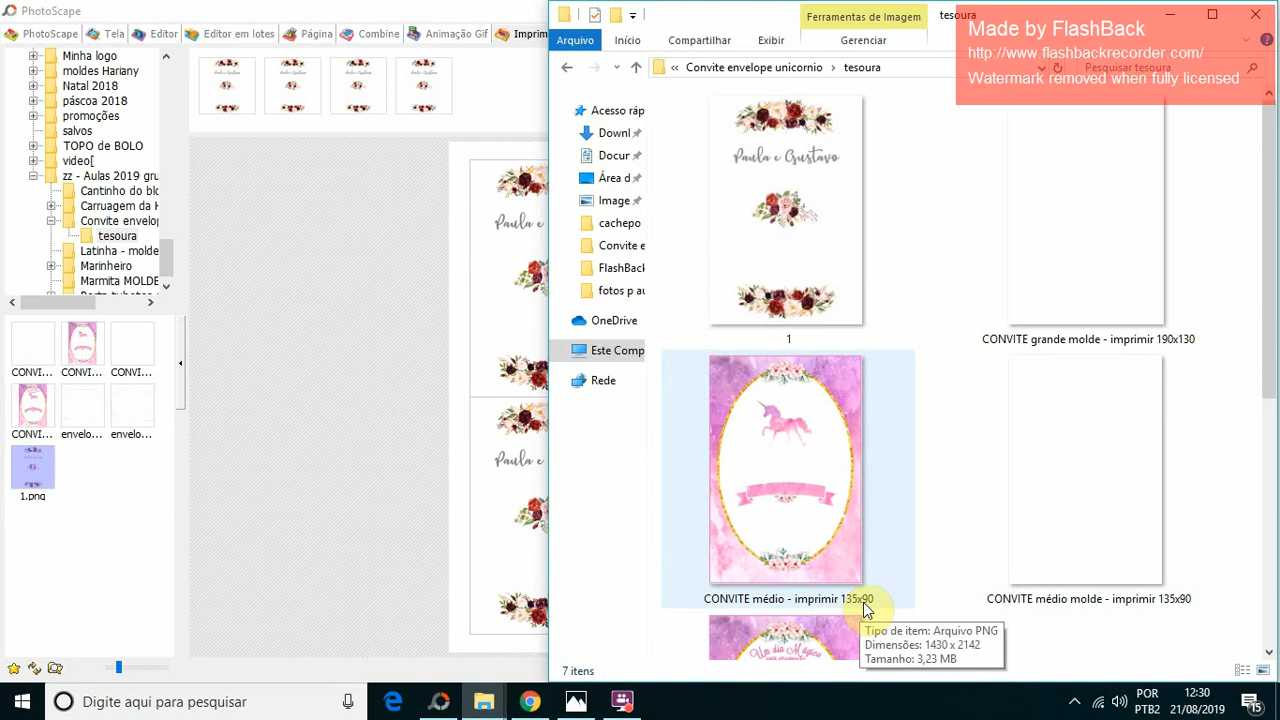 PhotoScape
PhotoScape
Tela
Editor
Editor em lotes
Página
Combine
Animação Gif
Imprim
Minha logo
moldes Hariany
Natal 2018
páscoa 2018
promoções
salvos
TOPO de BOLO
video[
zz - Aulas 2019 gru
Cantinho do blo
Carruagem da H
Convite envelop
tesoura
Latinha - molde
Marinheiro
Marmita MOLDE
CONVI...
CONVI...
CONVI...
CONVI...
envelo...
envelo...
1.png
Paula e
Paula e
Ferramentas de Imagem
tesoura
Arquivo
Início
Compartilhar
Exibir
Gerenciar
Made by FlashBack
http://www.flashbackrecorder.com/
Watermark removed when fully licensed
« Convite envelope unicornio › tesoura
Pesquisar tesoura
Acesso ráp
Downl
Docur
Área d
Image
cachepo
Convite e
FlashBack
fotos p au
OneDrive
Este Comp
Rede
Paula e Gustavo
1
CONVITE grande molde - imprimir 190x130
CONVITE médio - imprimir 135x90
CONVITE médio molde - imprimir 135x90
Tipo de item: Arquivo PNG
Dimensões: 1430 x 2142
Tamanho: 3,23 MB
Um dia Mágico
7 itens
Digite aqui para pesquisar
POR
PTB2
12:30
21/08/2019
15